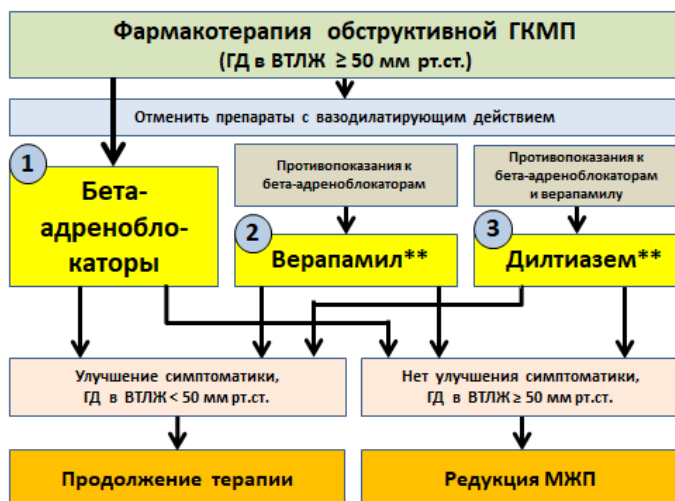 Фармакотерапия обструктивной ГКМП
(ГД в ВТЛЖ ≥ 50 мм рт.ст.)
Отменить препараты с вазодилатирующим действием
1
Бета-
адренобло-
каторы
Противопоказания к
бета-адреноблокаторам
2
Верапамил**
Противопоказания к
бета-адреноблокаторам
и верапамилу
3
Дилтиазем**
Улучшение симптоматики,
ГД в ВТЛЖ < 50 мм рт.ст.
Нет улучшения симптоматики,
ГД в ВТЛЖ ≥ 50 мм рт.ст.
Продолжение терапии
Редукция МЖП